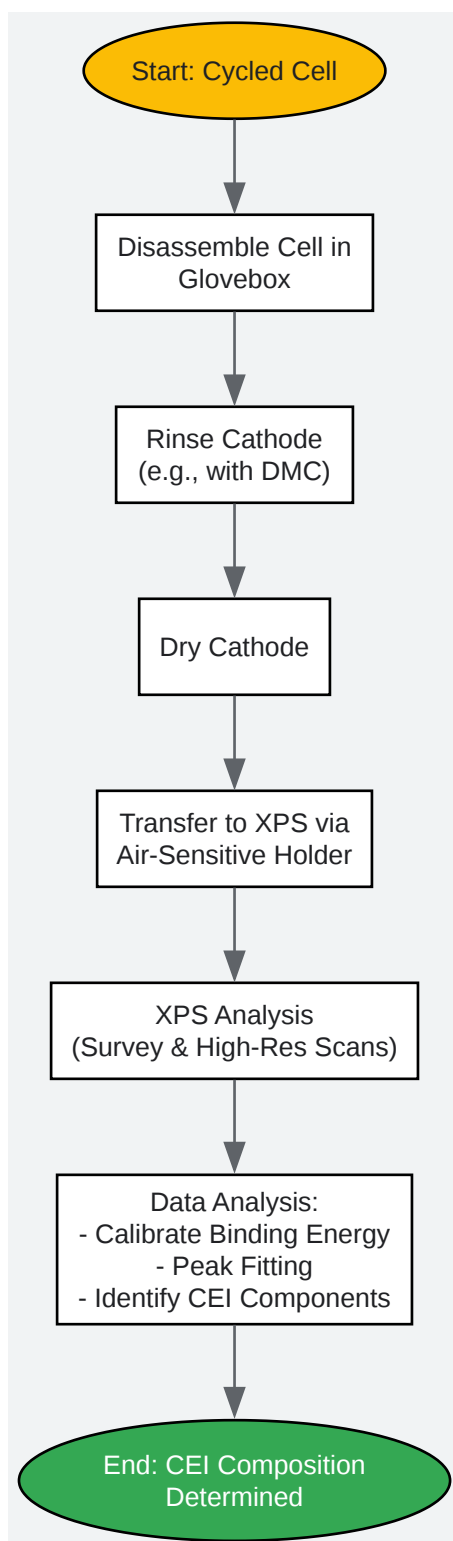 Start: Cycled Cell
Disassemble Cell in
Glovebox
Rinse Cathode
(e.g., with DMC)
Dry Cathode
Transfer to XPS via
Air-Sensitive Holder
XPS Analysis
(Survey & High-Res Scans)
Data Analysis:
- Calibrate Binding Energy
- Peak Fitting
- Identify CEI Components
End: CEI Composition
Determined